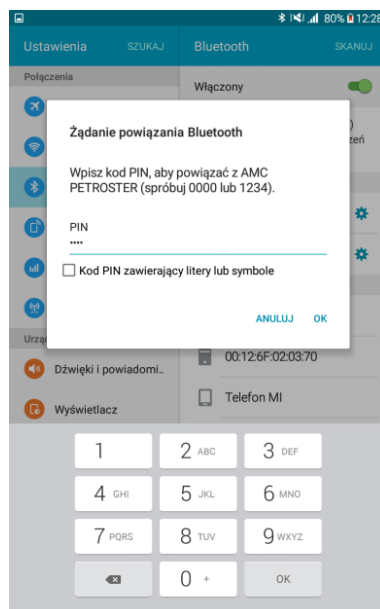 80% 12:28
Ustawienia SZUKAJ Bluetooth SKANUJ
Połączenia
Włączony
)
zeń
Żądanie powiązania Bluetooth
Wpisz kod PIN, aby powiązać z AMC
PETROSTER (spróbuj 0000 lub 1234).
PIN
••••
Kod PIN zawierający litery lub symbole
ANULUJ OK
Urzą
00:12:6F:02:03:70
Dźwięki i powiadomi..
Telefon MI
Wyświetlacz
1 2 ABC 3 DEF
4 GHI 5 JKL 6 MNO
7 PQRS 8 TUV 9 WXYZ
0 + OK